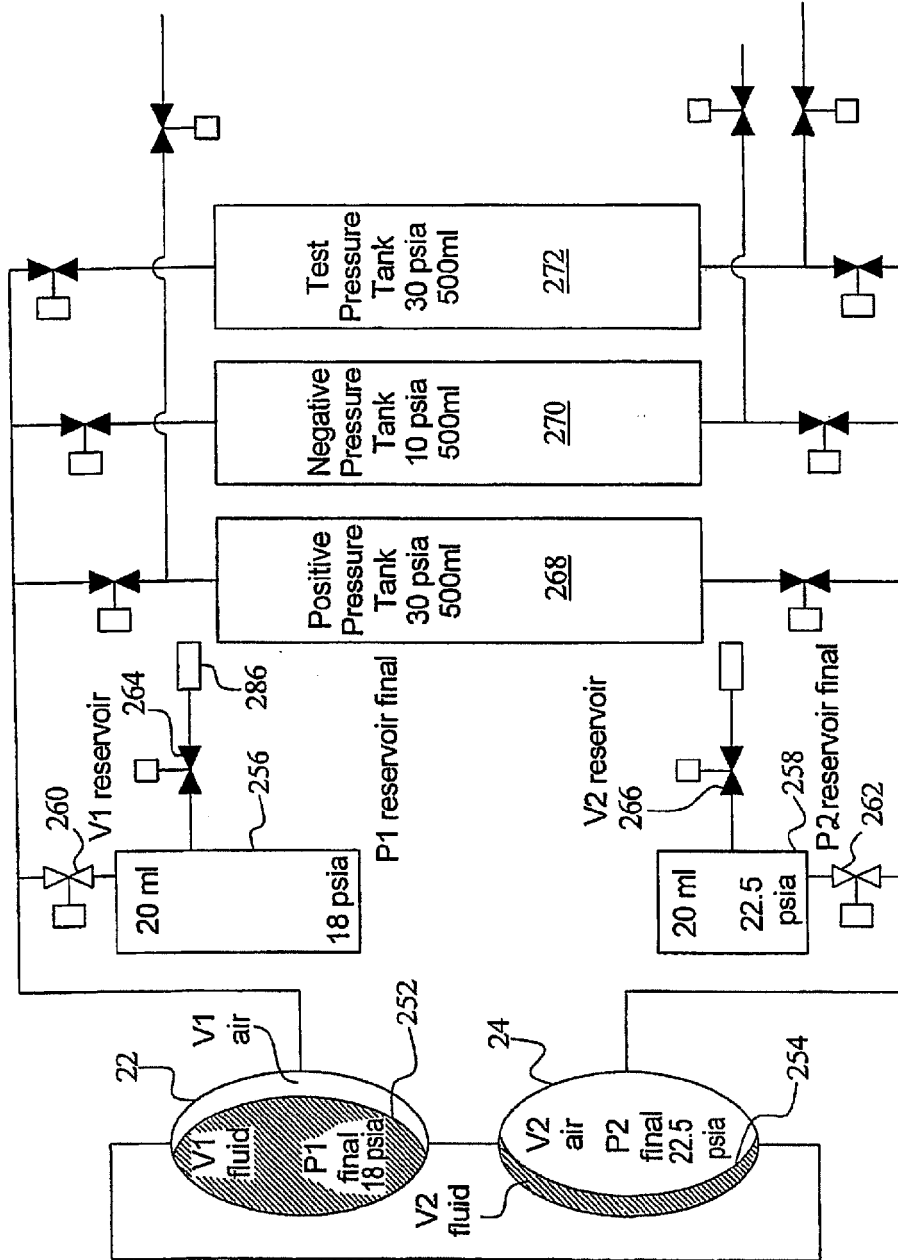 22
V1
air
V1
fluid
P1
final
18 psia
252
V2
fluid
24
V2
air
P2
final
22.5
psia
254
260
V1 reservoir
264
286
256
20 ml
18 psia
P1 reservoir final
V2 reservoir
266
258
20 ml
22.5
psia
P2 reservoir final
262
Positive
Pressure
Tank
30 psia
500ml
268
Negative
Pressure
Tank
10 psia
500ml
270
Test
Pressure
Tank
30 psia
500ml
272